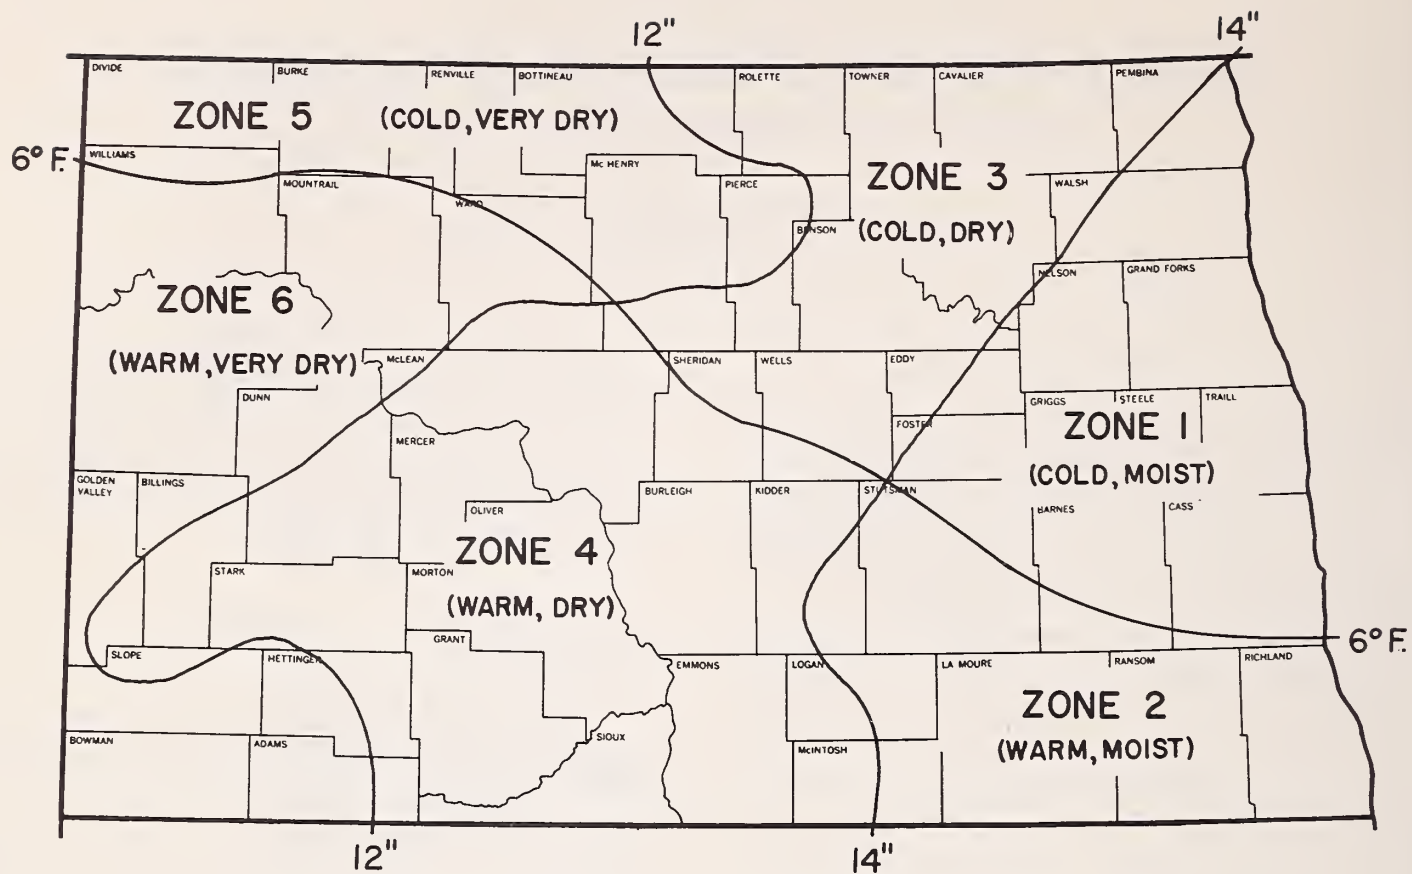 12" 14"
DIVIDE BURKE RENVILLE BOTTINEAU ROLETTE TOWNER CAVALIER PEMBINA
ZONE 5 (COLD, VERY DRY)
6° F.
WILLIAMS MOUNTRAIL WARD Mc HENRY PIERCE BENSON WALSH
ZONE 3
(COLD, DRY)
NELSON GRAND FORKS
ZONE 6
(WARM, VERY DRY)
McLEAN SHERIDAN WELLS EDDY
DUNN MERCER FOSTER GRIGGS STEELE TRAILL
ZONE 1
(COLD, MOIST)
GOLDEN
VALLEY
BILLINGS OLIVER BURLEIGH KIDDER STUTSMAN BARNES CASS
ZONE 4
(WARM, DRY)
STARK MORTON GRANT
6° F.
SLOPE HETTINGER EMMONS LOGAN LA MOURE RANSOM RICHLAND
ZONE 2
(WARM, MOIST)
BOWMAN ADAMS SIOUX McINTOSH
12" 14"